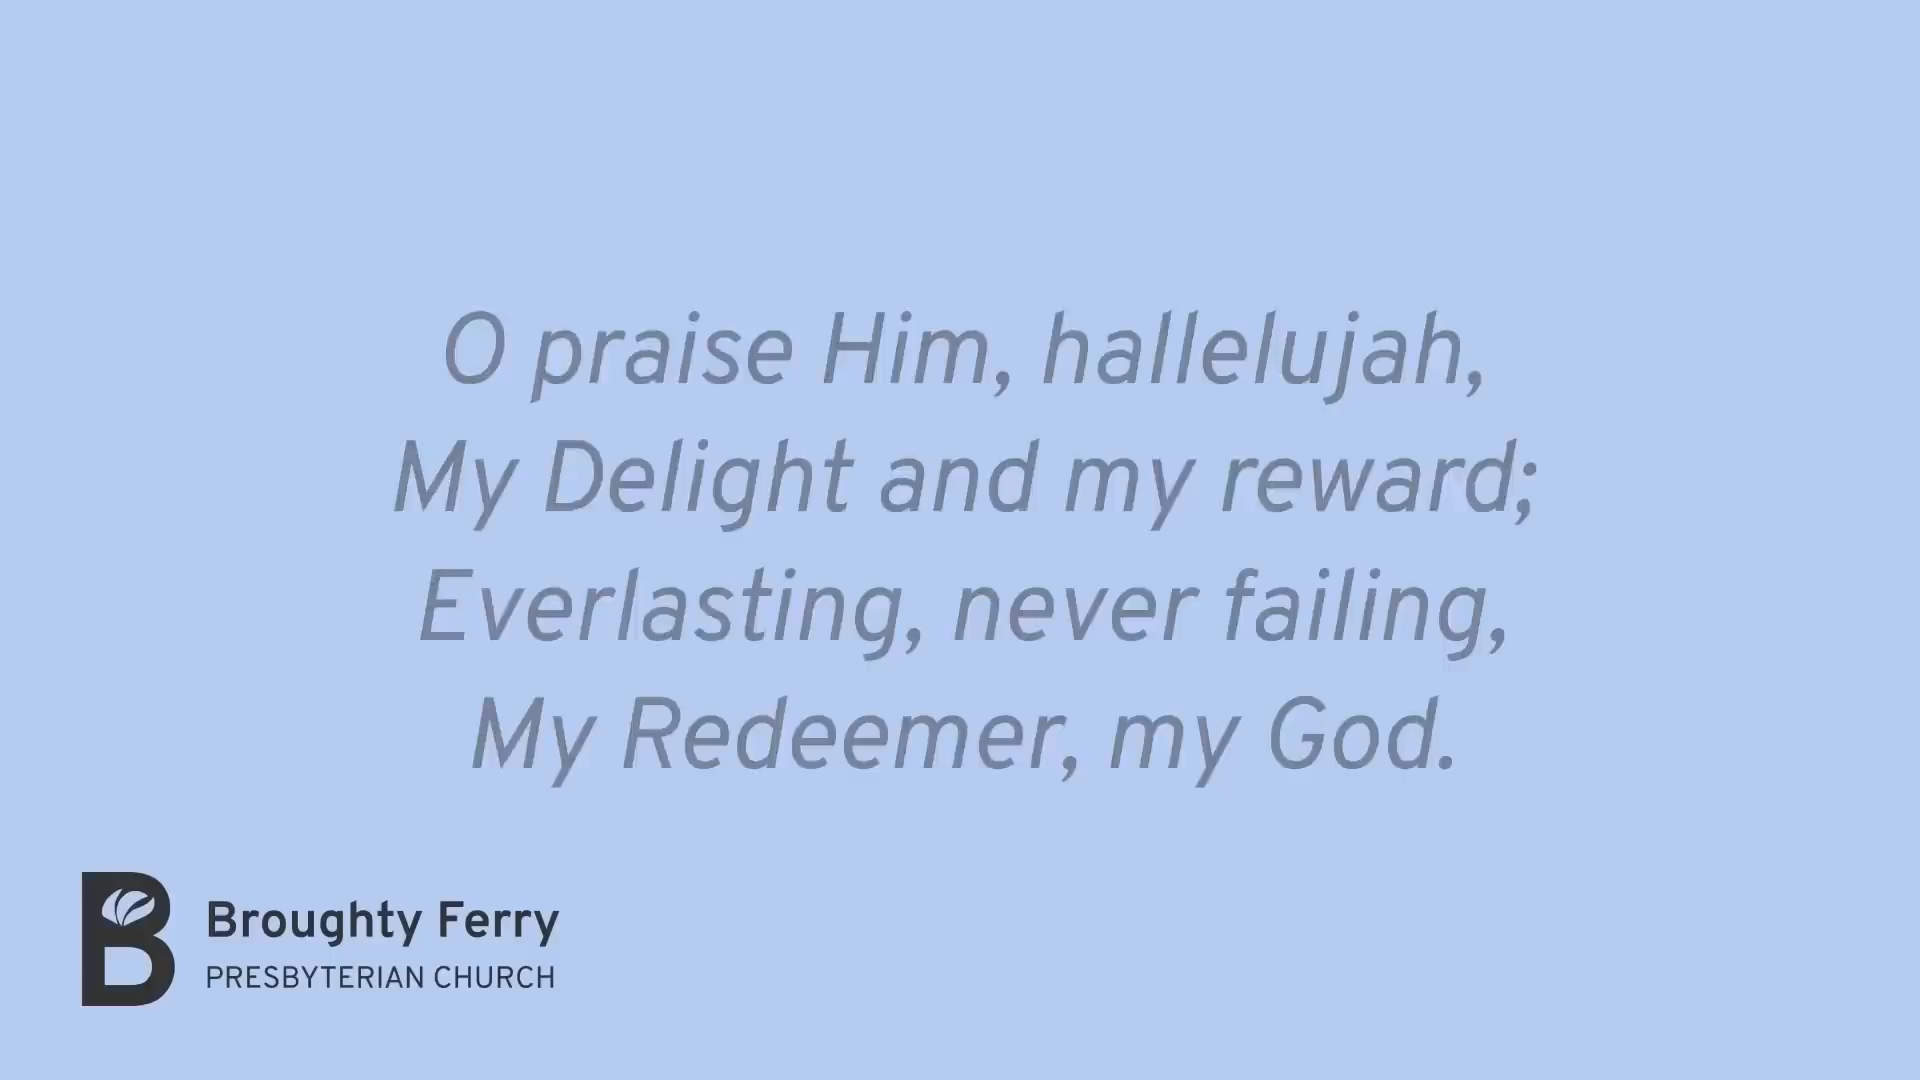 O praise Him, hallelujah,
My Delight and my reward;
Everlasting, never failing,
My Redeemer, my God.
Broughty Ferry
PRESBYTERIAN CHURCH